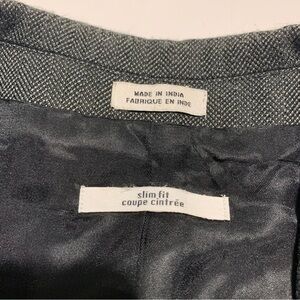 MADE IN INDIA
FABRIQUE EN INDE
slim fit
coupe cintrée